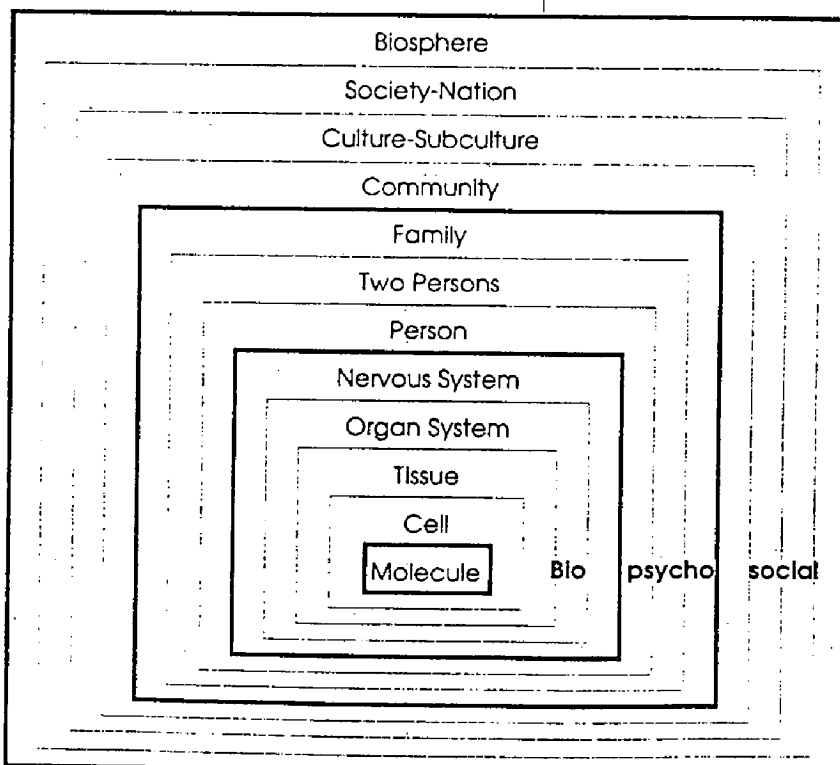 Biosphere
Society-Nation
Culture-Subculture
Community
Family
Two Persons
Person
Nervous System
Organ System
Tissue
Cell
Molecule Bio psycho social